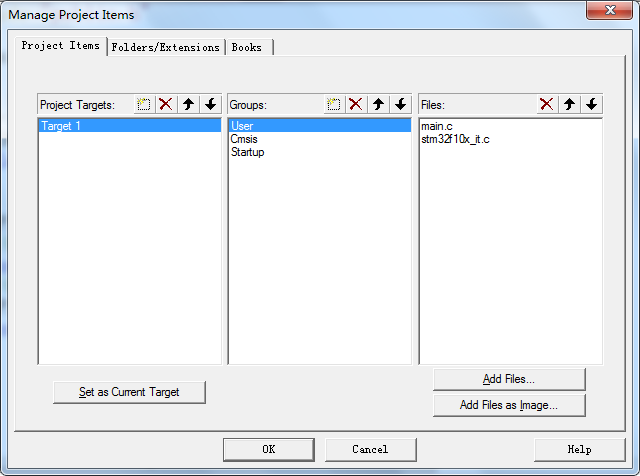 Manage Project Items
Project Items Folders/Extensions Books
Project Targets: Groups: Files:
Target 1 User main.c
Cmsis stm32f10x_it.c
Startup
Set as Current Target Add Files...
Add Files as Image...
OK Cancel Help